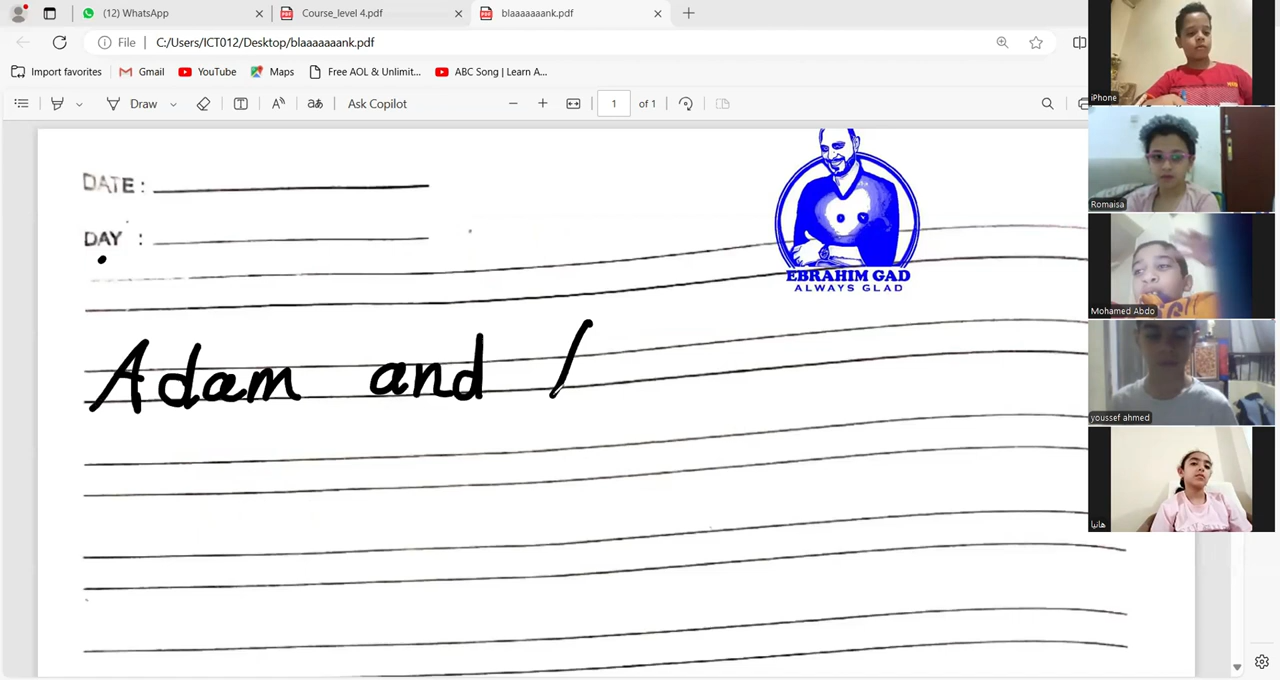 (12) WhatsApp
Course_level 4.pdf
blaaaaaaank.pdf
File
C:/Users/ICT012/Desktop/blaaaaaaank.pdf
Import favorites
Gmail
YouTube
Maps
Free AOL & Unlimit...
ABC Song | Learn A...
Draw
Ask Copilot
1 of 1
DATE :
DAY :
EBRAHIM GAD
ALWAYS GLAD
Adam and
iPhone
Romaisa
Mohamed Abdo
youssef ahmed
هانيا